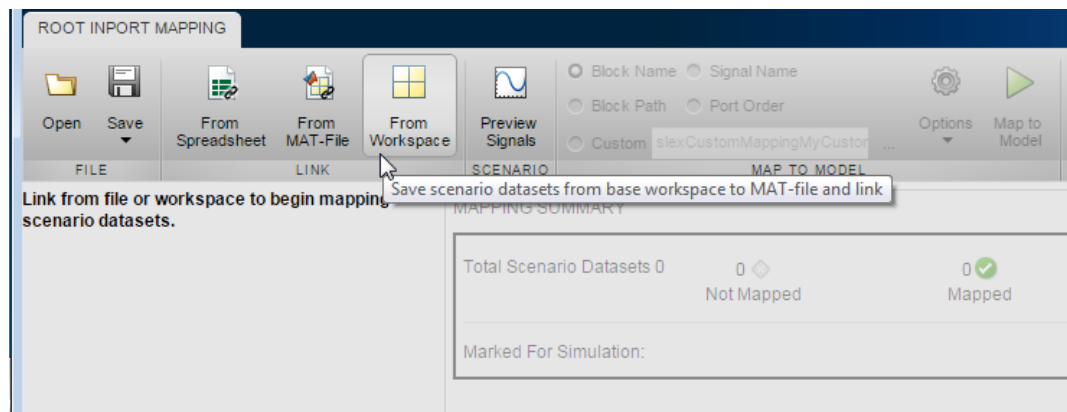 ROOT INPORT MAPPING
Open
Save
From
Spreadsheet
From
MAT-File
From
Workspace
Preview
Signals
Block Name
Signal Name
Block Path
Port Order
Custom
slexCustomMappingMyCustor
...
Options
Map to
Model
FILE
LINK
SCENARIO
MAP TO MODEL
Save scenario datasets from base workspace to MAT-file and link
Link from file or workspace to begin mapping
scenario datasets.
MAPPING SUMMARY
Total Scenario Datasets 0
0
Not Mapped
0
Mapped
Marked For Simulation: